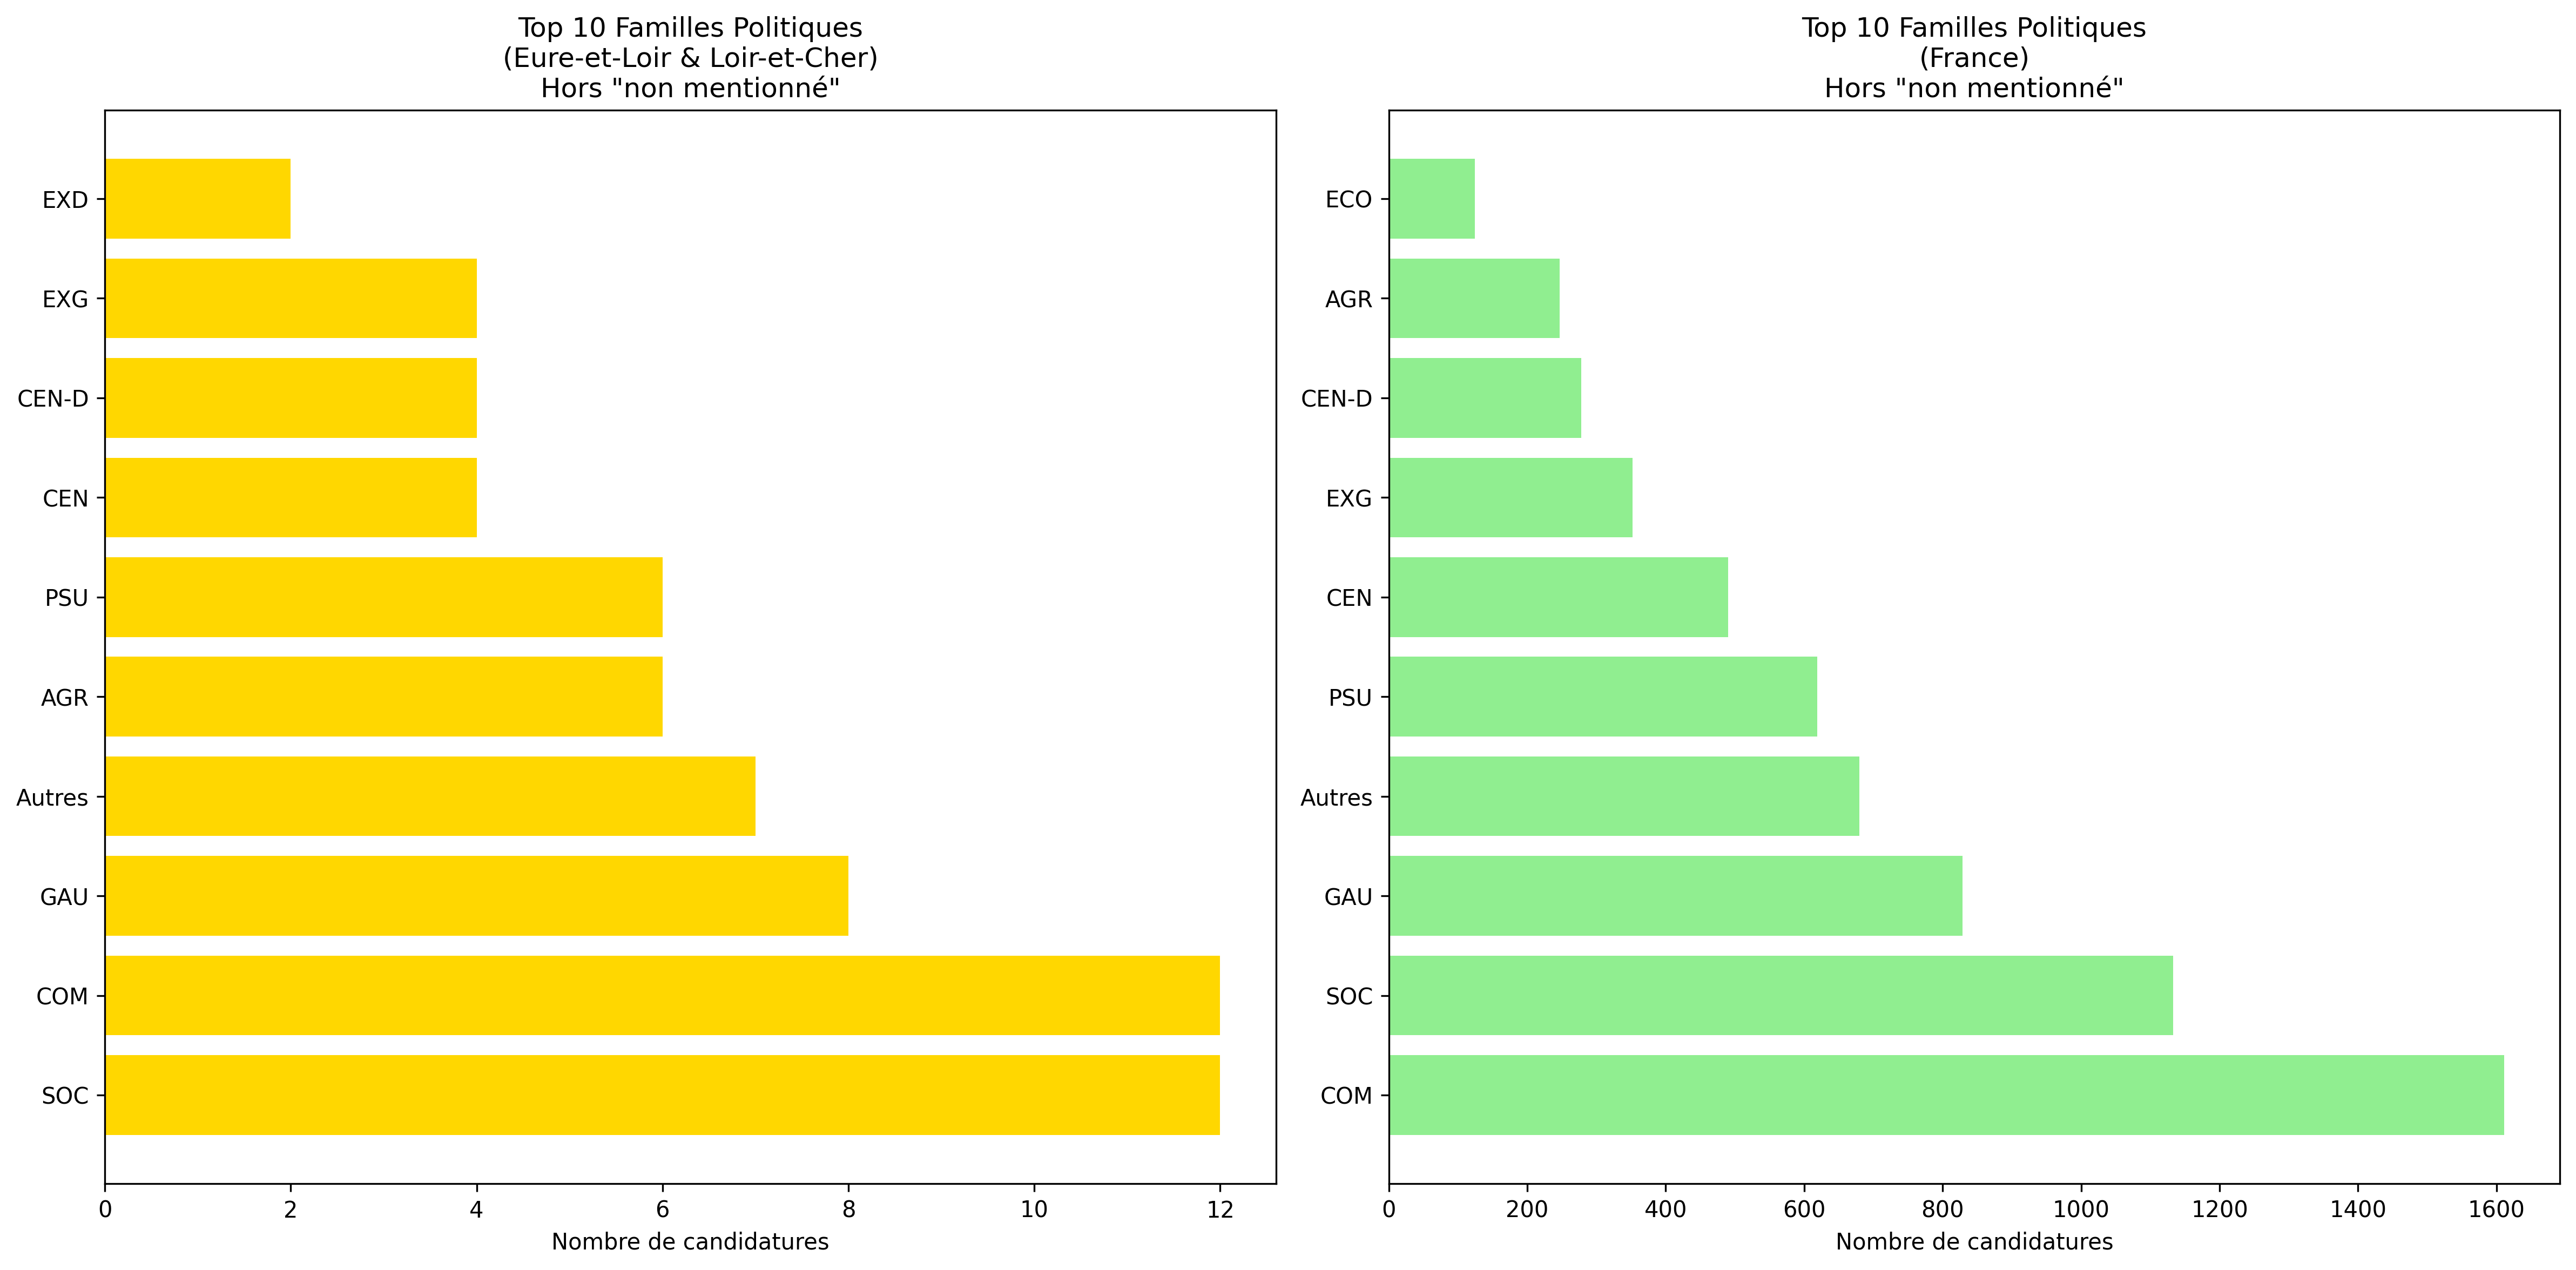 Top 10 Familles Politiques
(Eure-et-Loir & Loir-et-Cher)
Hors "non mentionné"
EXD
EXG
CEN-D
CEN
PSU
AGR
Autres
GAU
COM
SOC
0 2 4 6 8 10 12
Nombre de candidatures
Top 10 Familles Politiques
(France)
Hors "non mentionné"
ECO
AGR
CEN-D
EXG
CEN
PSU
Autres
GAU
SOC
COM
0 200 400 600 800 1000 1200 1400 1600
Nombre de candidatures